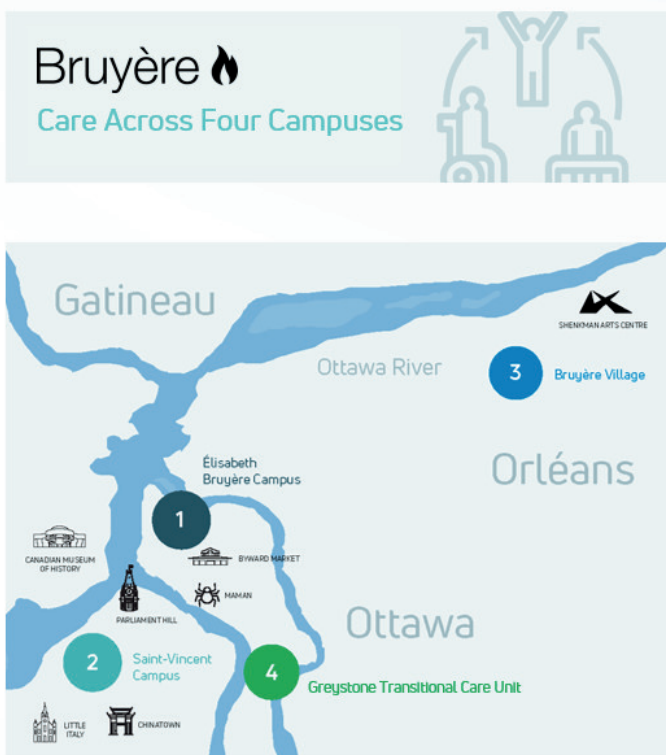 Bruyère
Care Across Four Campuses
Gatineau
SHENKMAN ARTS CENTRE
Ottawa River
3
Bruyère Village
Élisabeth
Bruyère Campus
Orléans
1
CANADIAN MUSEUM
OF HISTORY
BYWARD MARKET
MAMAN
PARLIAMENT HILL
Ottawa
2
Saint-Vincent
Campus
4
Greystone Transitional Care Unit
LITTLE
ITALY
CHINATOWN